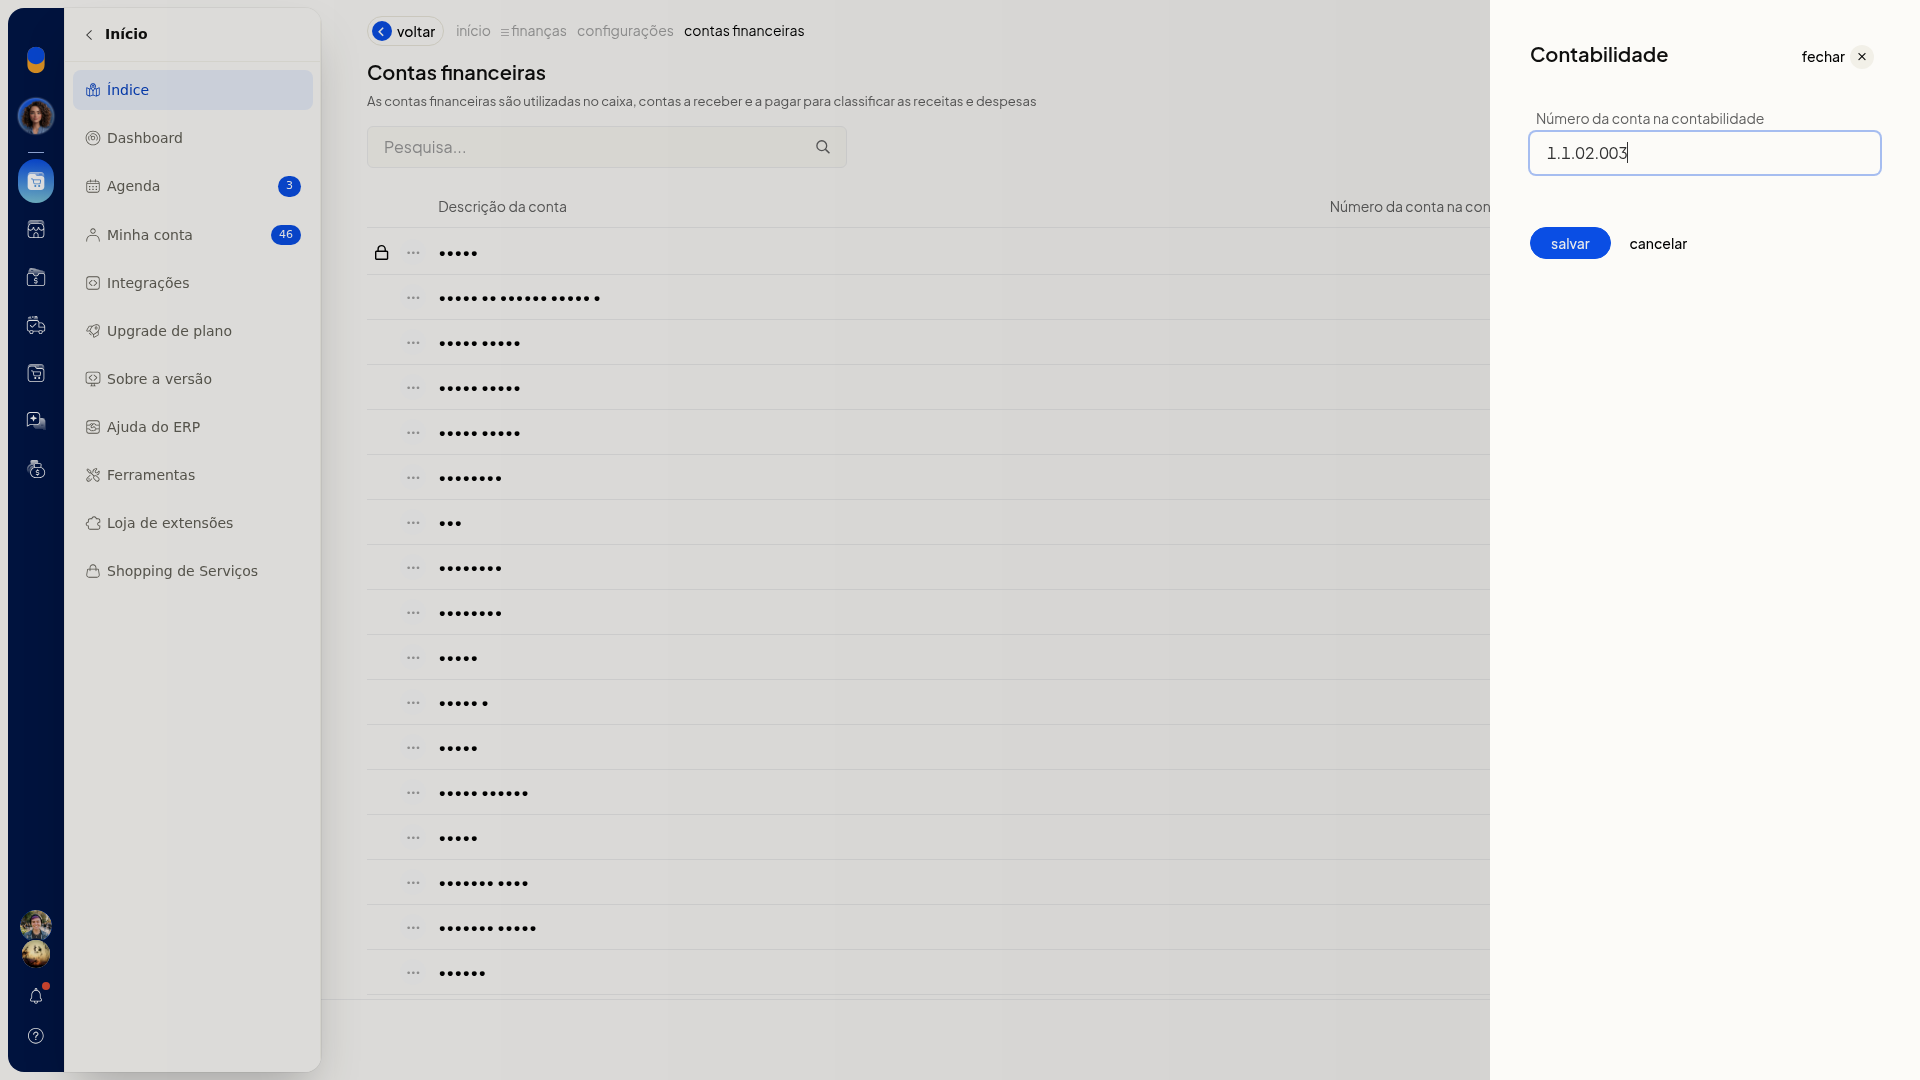 Início
Índice
Dashboard
Agenda 3
Minha conta 46
Integrações
Upgrade de plano
Sobre a versão
Ajuda do ERP
Ferramentas
Loja de extensões
Shopping de Serviços
voltar início finanças configurações contas financeiras
Contas financeiras
As contas financeiras são utilizadas no caixa, contas a receber e a pagar para classificar as receitas e despesas
Pesquisa...
Descrição da conta Número da conta na con
••••• 
••••• •• •••••• ••••• •
••••• •••••
••••• •••••
••••• •••••
••••••••
•••
••••••••
••••••••
•••••
••••• •
•••••
••••• ••••••
•••••
••••••• ••••
••••••• •••••
••••••
Contabilidade
fechar
Número da conta na contabilidade
1.1.02.003
salvar cancelar